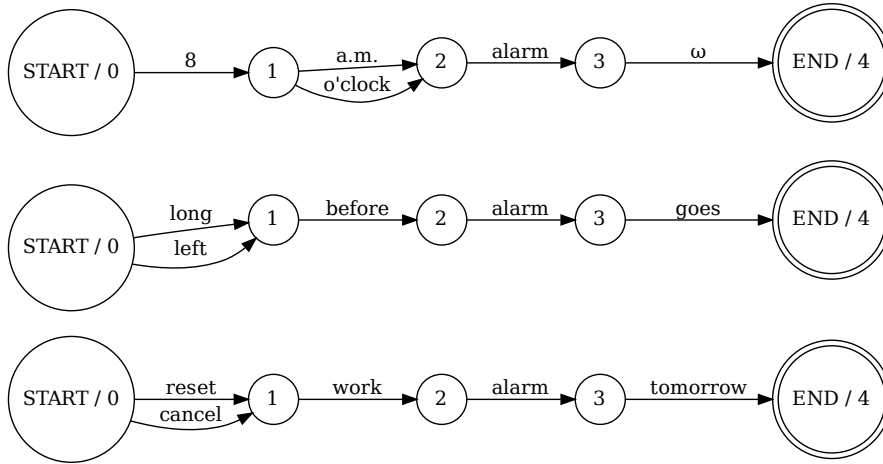 START / 0 8 1 a.m. o'clock 2 alarm 3 ω END / 4
START / 0 long left 1 before 2 alarm 3 goes END / 4
START / 0 reset cancel 1 work 2 alarm 3 tomorrow END / 4